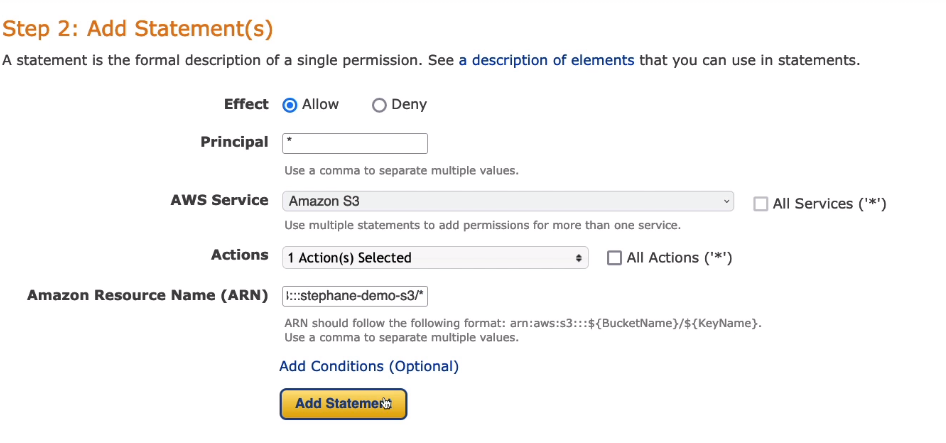 Step 2: Add Statement(s)
A statement is the formal description of a single permission. See a description of elements that you can use in statements.
Effect Allow Deny
Principal *
Use a comma to separate multiple values.
AWS Service Amazon S3 All Services ('*')
Use multiple statements to add permissions for more than one service.
Actions 1 Action(s) Selected All Actions ('*')
Amazon Resource Name (ARN) :::stephane-demo-s3/*
ARN should follow the following format: arn:aws:s3:::${BucketName}/${KeyName}.
Use a comma to separate multiple values.
Add Conditions (Optional)
Add Statement